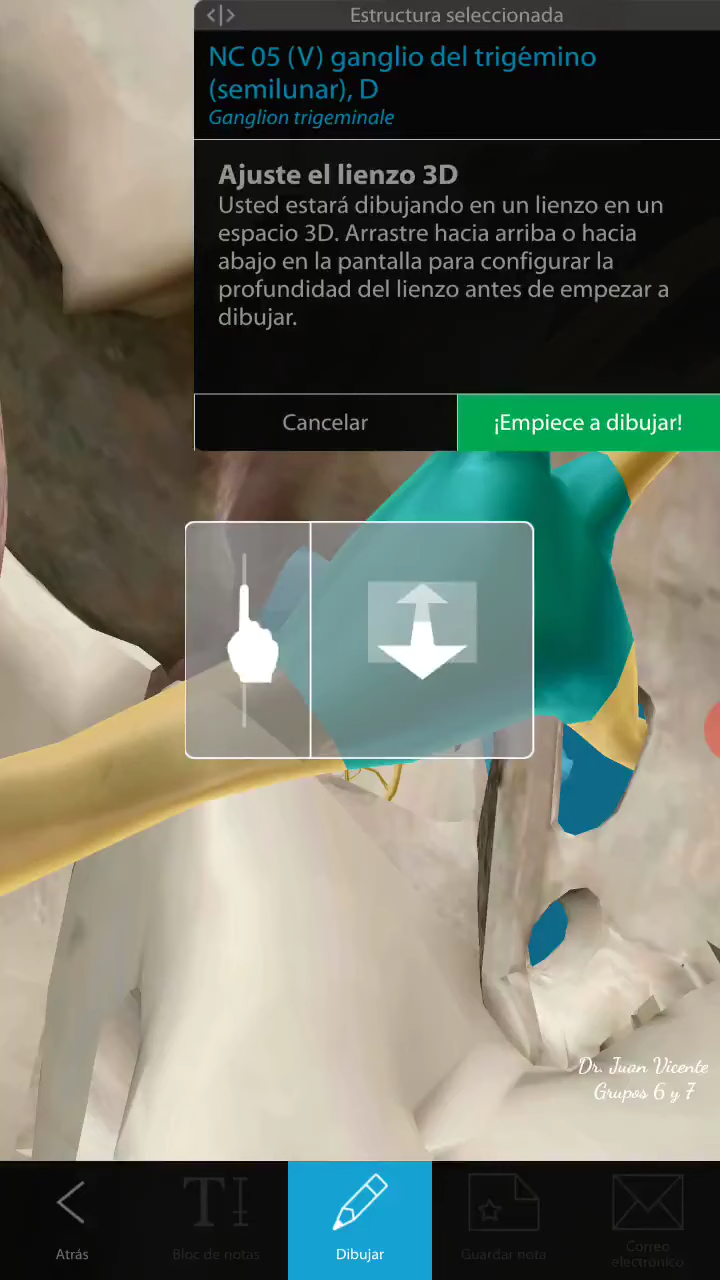 Estructura seleccionada
NC 05 (V) ganglio del trigémino
(semilunar), D
Ganglion trigeminale
Ajuste el lienzo 3D
Usted estará dibujando en un lienzo en un
espacio 3D. Arrastre hacia arriba o hacia
abajo en la pantalla para configurar la
profundidad del lienzo antes de empezar a
dibujar.
Cancelar
¡Empiece a dibujar!
Dr. Juan Vicente
Grupos 6 y 7
Atrás
Bloc de notas
Dibujar
Guardar nota
Correo
electrónico